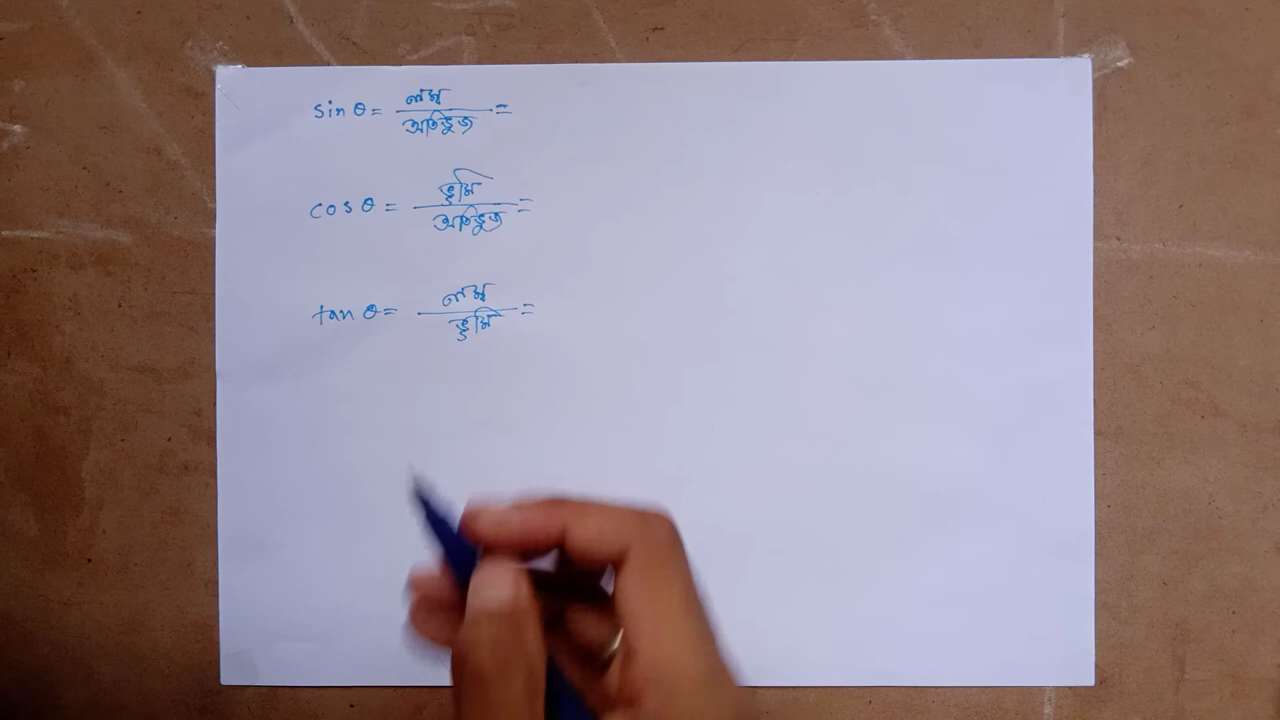 sin θ = লম্ব / অতিভুজ =
cos θ = ভূমি / অতিভুজ =
tan θ = লম্ব / ভূমি =